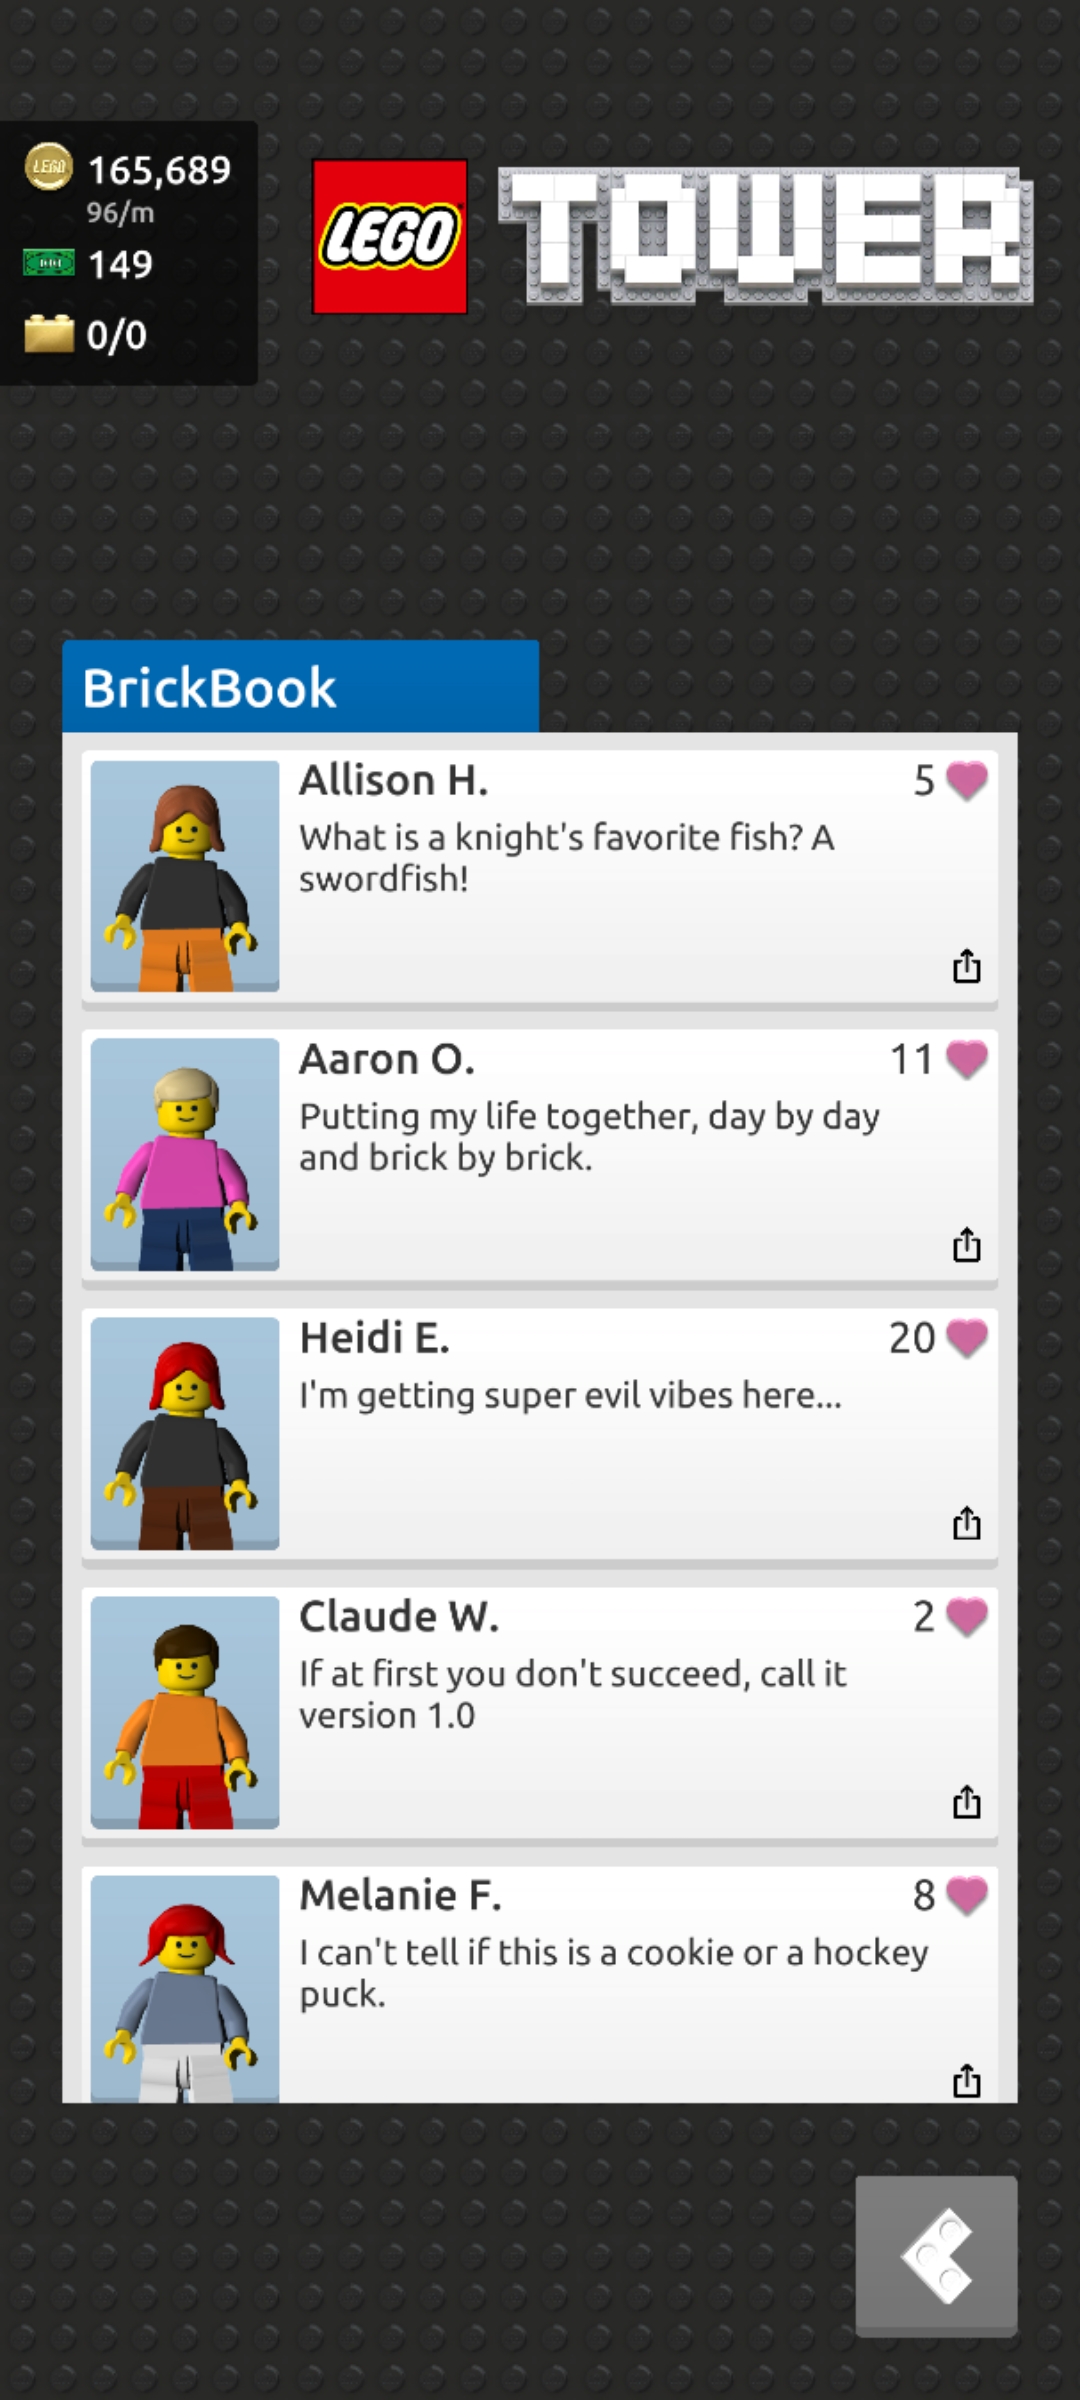 LEGO
165,689
96/m
149
0/0
LEGO
TOWER
BrickBook
Allison H.
5
What is a knight's favorite fish? A
swordfish!
Aaron O.
11
Putting my life together, day by day
and brick by brick.
Heidi E.
20
I'm getting super evil vibes here...
Claude W.
2
If at first you don't succeed, call it
version 1.0
Melanie F.
8
I can't tell if this is a cookie or a hockey
puck.